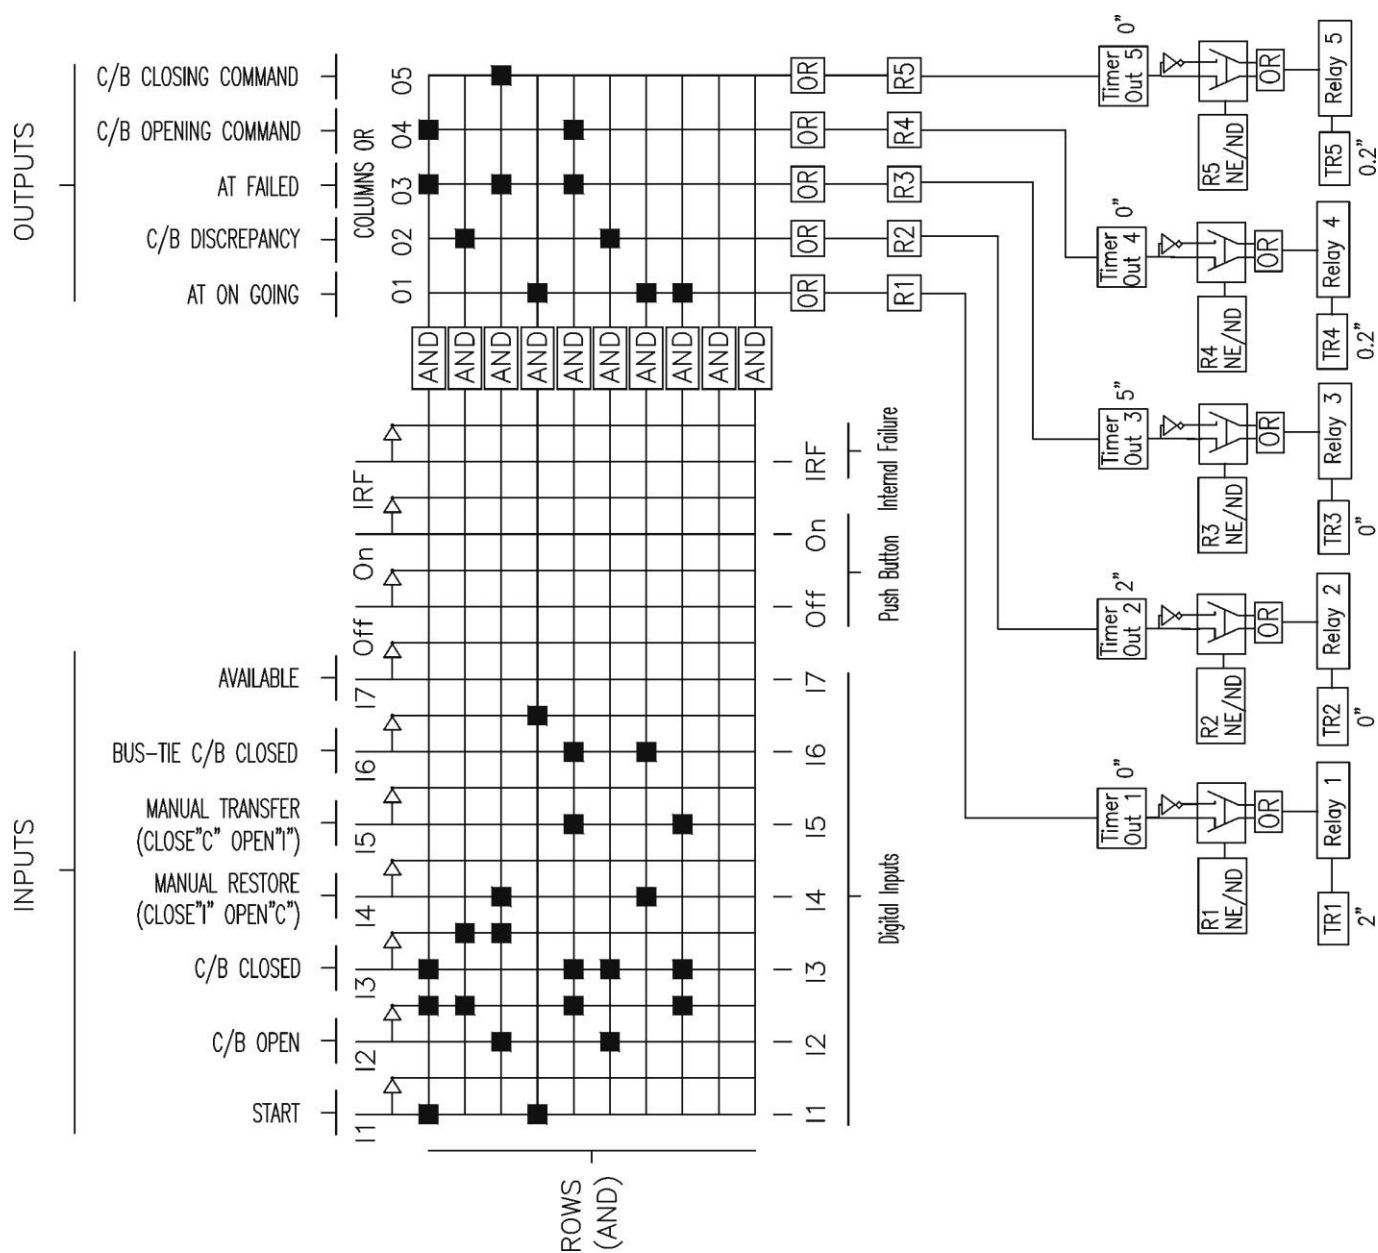 OUTPUTS
C/B CLOSING COMMAND
C/B OPENING COMMAND
AT FAILED
C/B DISCREPANCY
AT ON GOING
COLUMNS OR
O5
O4
O3
O2
O1
OR
OR
OR
OR
OR
R5
R4
R3
R2
R1
AND
AND
AND
AND
AND
AND
AND
AND
AND
AND
INPUTS
AVAILABLE
BUS-TIE C/B CLOSED
MANUAL TRANSFER
(CLOSE"C" OPEN"I")
MANUAL RESTORE
(CLOSE"I" OPEN"C")
C/B CLOSED
C/B OPEN
START
IRF
On
Off
I7
I6
I5
I4
I3
I2
I1
IRF
On
Off
I7
I6
I5
I4
I3
I2
I1
Internal Failure
Push Button
Digital Inputs
ROWS
(AND)
Timer
Out 5
0"
R5
NE/ND
OR
Relay 5
TR5
0.2"
Timer
Out 4
0"
R4
NE/ND
OR
Relay 4
TR4
0.2"
Timer
Out 3
5"
R3
NE/ND
OR
Relay 3
TR3
0"
Timer
Out 2
2"
R2
NE/ND
OR
Relay 2
TR2
0"
Timer
Out 1
0"
R1
NE/ND
OR
Relay 1
TR1
2"